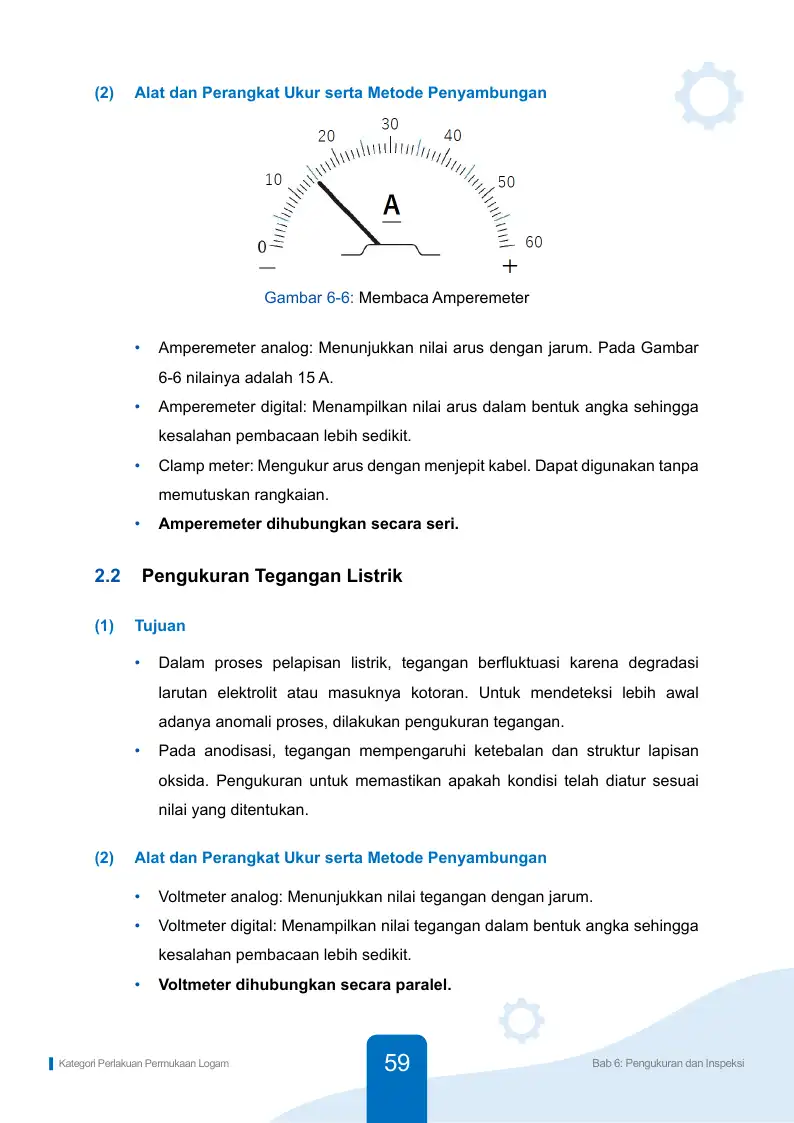 (2) Alat dan Perangkat Ukur serta Metode Penyambungan
0 10 20 30 40 50 60
A
— +
Gambar 6-6: Membaca Amperemeter
• Amperemeter analog: Menunjukkan nilai arus dengan jarum. Pada Gambar
6-6 nilainya adalah 15 A.
• Amperemeter digital: Menampilkan nilai arus dalam bentuk angka sehingga
kesalahan pembacaan lebih sedikit.
• Clamp meter: Mengukur arus dengan menjepit kabel. Dapat digunakan tanpa
memutuskan rangkaian.
• Amperemeter dihubungkan secara seri.
2.2 Pengukuran Tegangan Listrik
(1) Tujuan
• Dalam proses pelapisan listrik, tegangan berfluktuasi karena degradasi
larutan elektrolit atau masuknya kotoran. Untuk mendeteksi lebih awal
adanya anomali proses, dilakukan pengukuran tegangan.
• Pada anodisasi, tegangan mempengaruhi ketebalan dan struktur lapisan
oksida. Pengukuran untuk memastikan apakah kondisi telah diatur sesuai
nilai yang ditentukan.
(2) Alat dan Perangkat Ukur serta Metode Penyambungan
• Voltmeter analog: Menunjukkan nilai tegangan dengan jarum.
• Voltmeter digital: Menampilkan nilai tegangan dalam bentuk angka sehingga
kesalahan pembacaan lebih sedikit.
• Voltmeter dihubungkan secara paralel.
Kategori Perlakuan Permukaan Logam
59
Bab 6: Pengukuran dan Inspeksi